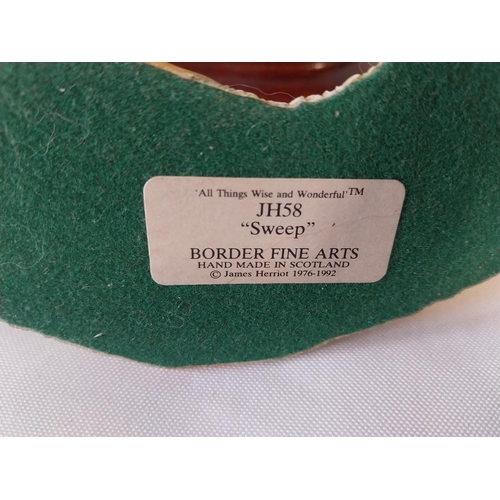 'All Things Wise and Wonderful'™
JH58
"Sweep"
BORDER FINE ARTS
HAND MADE IN SCOTLAND
© James Herriot 1976-1992